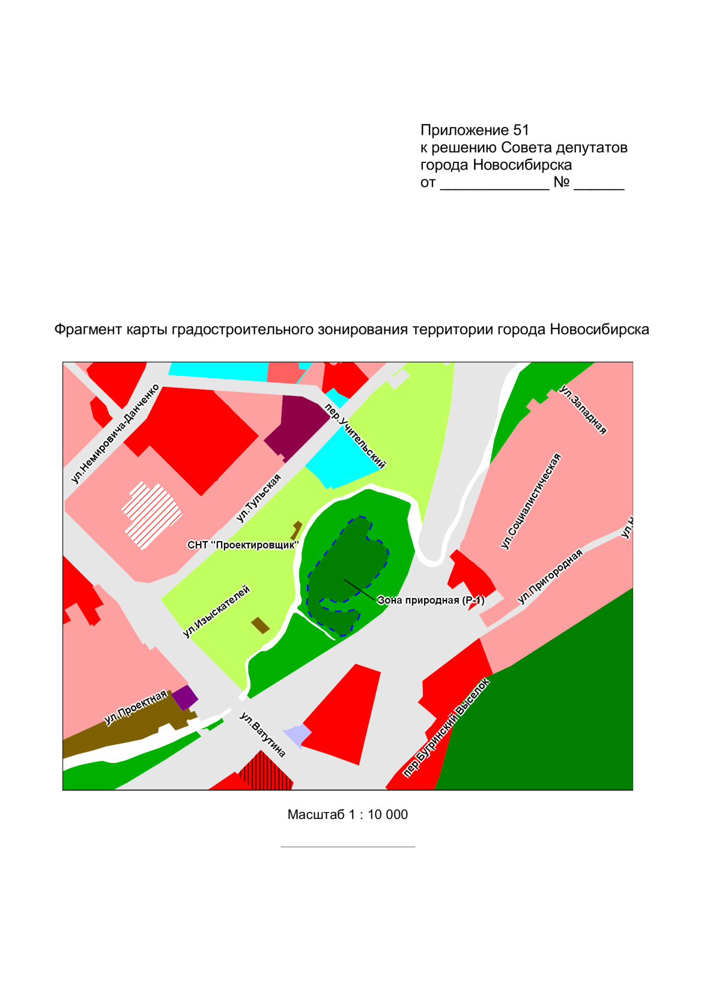 Приложение 51
к решению Совета депутатов
города Новосибирска
от _____________ № ______
Фрагмент карты градостроительного зонирования территории города Новосибирска
ул.Немировича-Данченко
пер.Учительский
ул.Западная
ул.Тульская
ул.Социалистическая
СНТ "Проектировщик"
ул.Н
ул.Пригородная
Зона природная (Р-1)
ул.Изыскателей
ул.Проектная
ул.Ватутина
пер.Бугринский Выселок
Масштаб 1 : 10 000